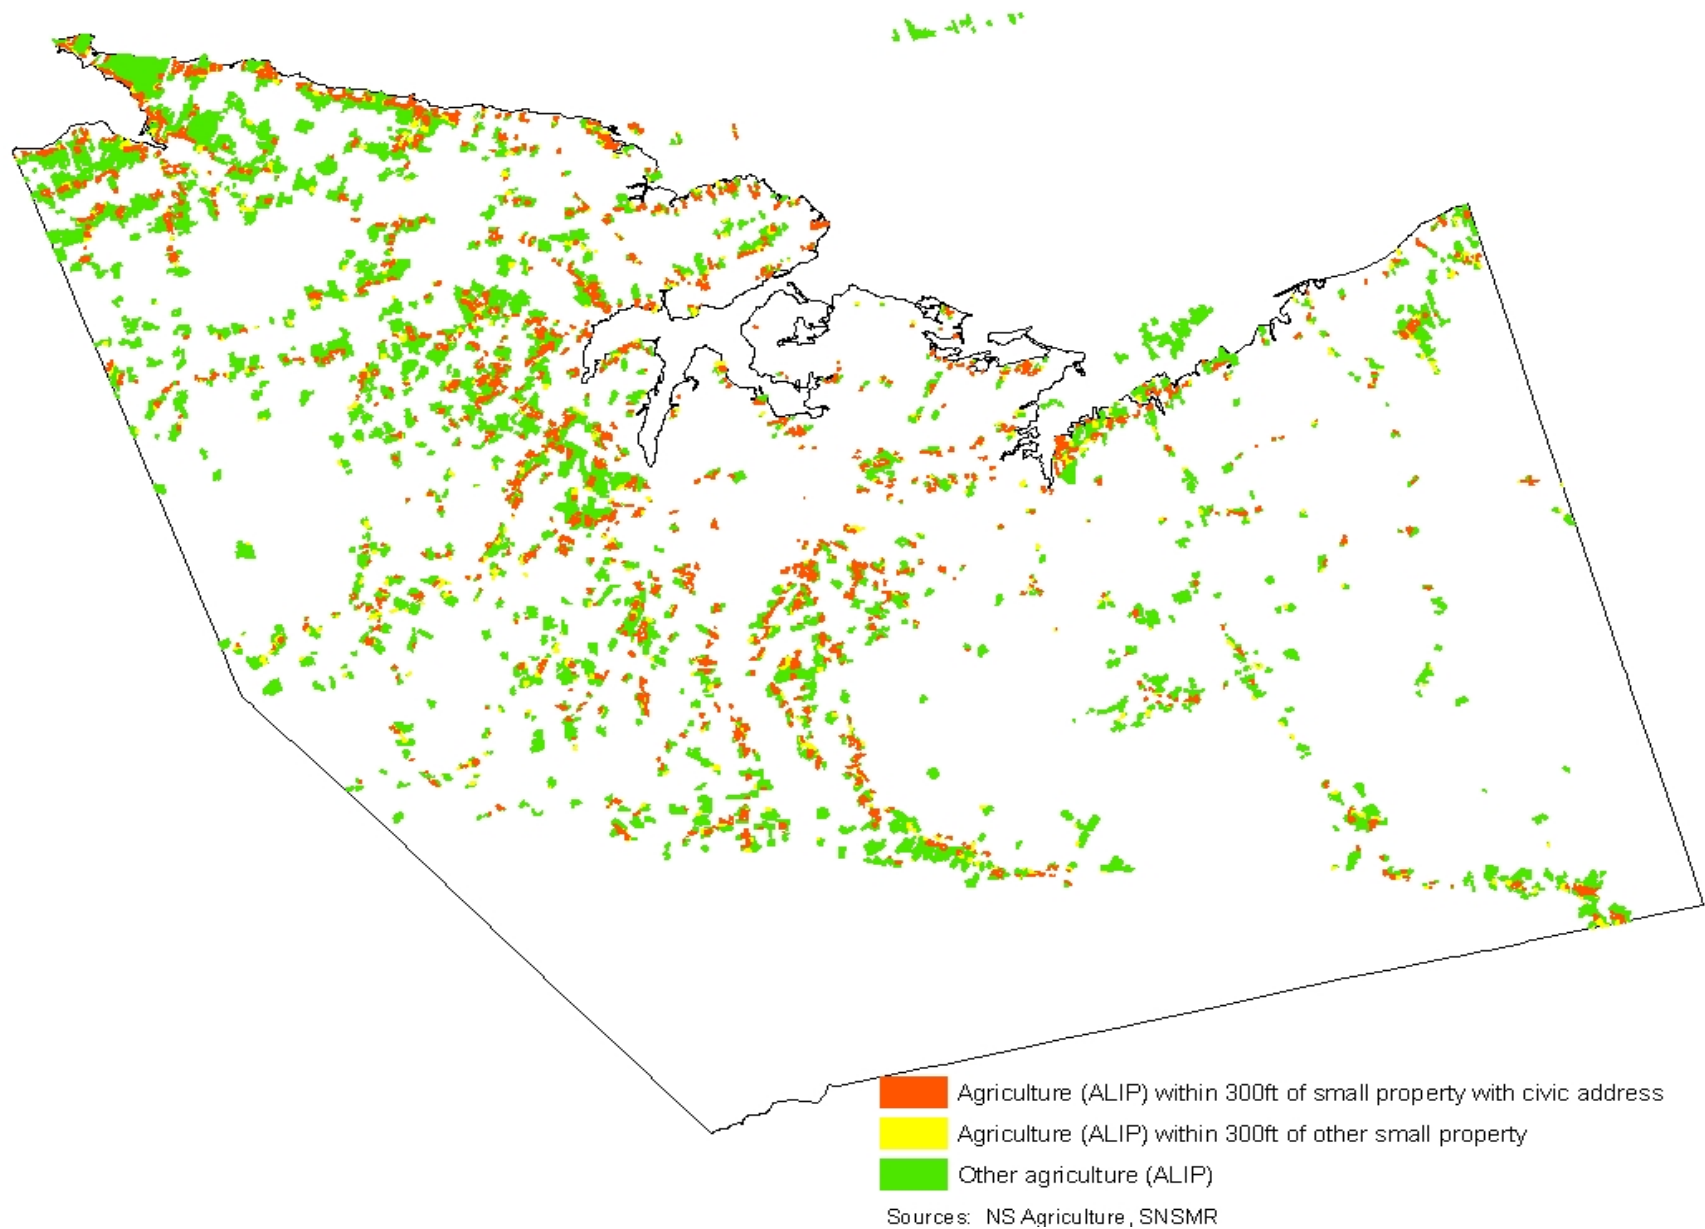 Agriculture (ALIP) within 300ft of small property with civic address
Agriculture (ALIP) within 300ft of other small property
Other agriculture (ALIP)
Sources: NS Agriculture, SNSMR